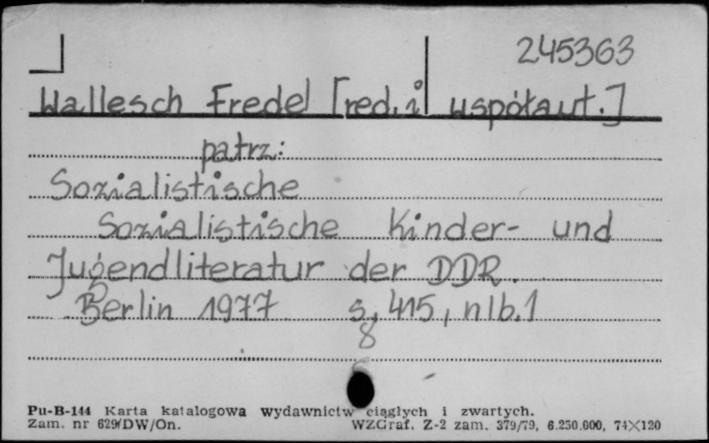 245363
Wallesch Fredel [red. i współaut.]
patrz:
Sozialistische
Sozialistische Kinder- und
Jugendliteratur der DDR.
Berlin 1977 s. 415, nlb. 1
8
Pu-B-144 Karta katalogowa wydawnictw ciągłych i zwartych.
Zam. nr 629/DW/On. WZGraf. Z-2 zam. 379/79, 6.250.000, 74×120